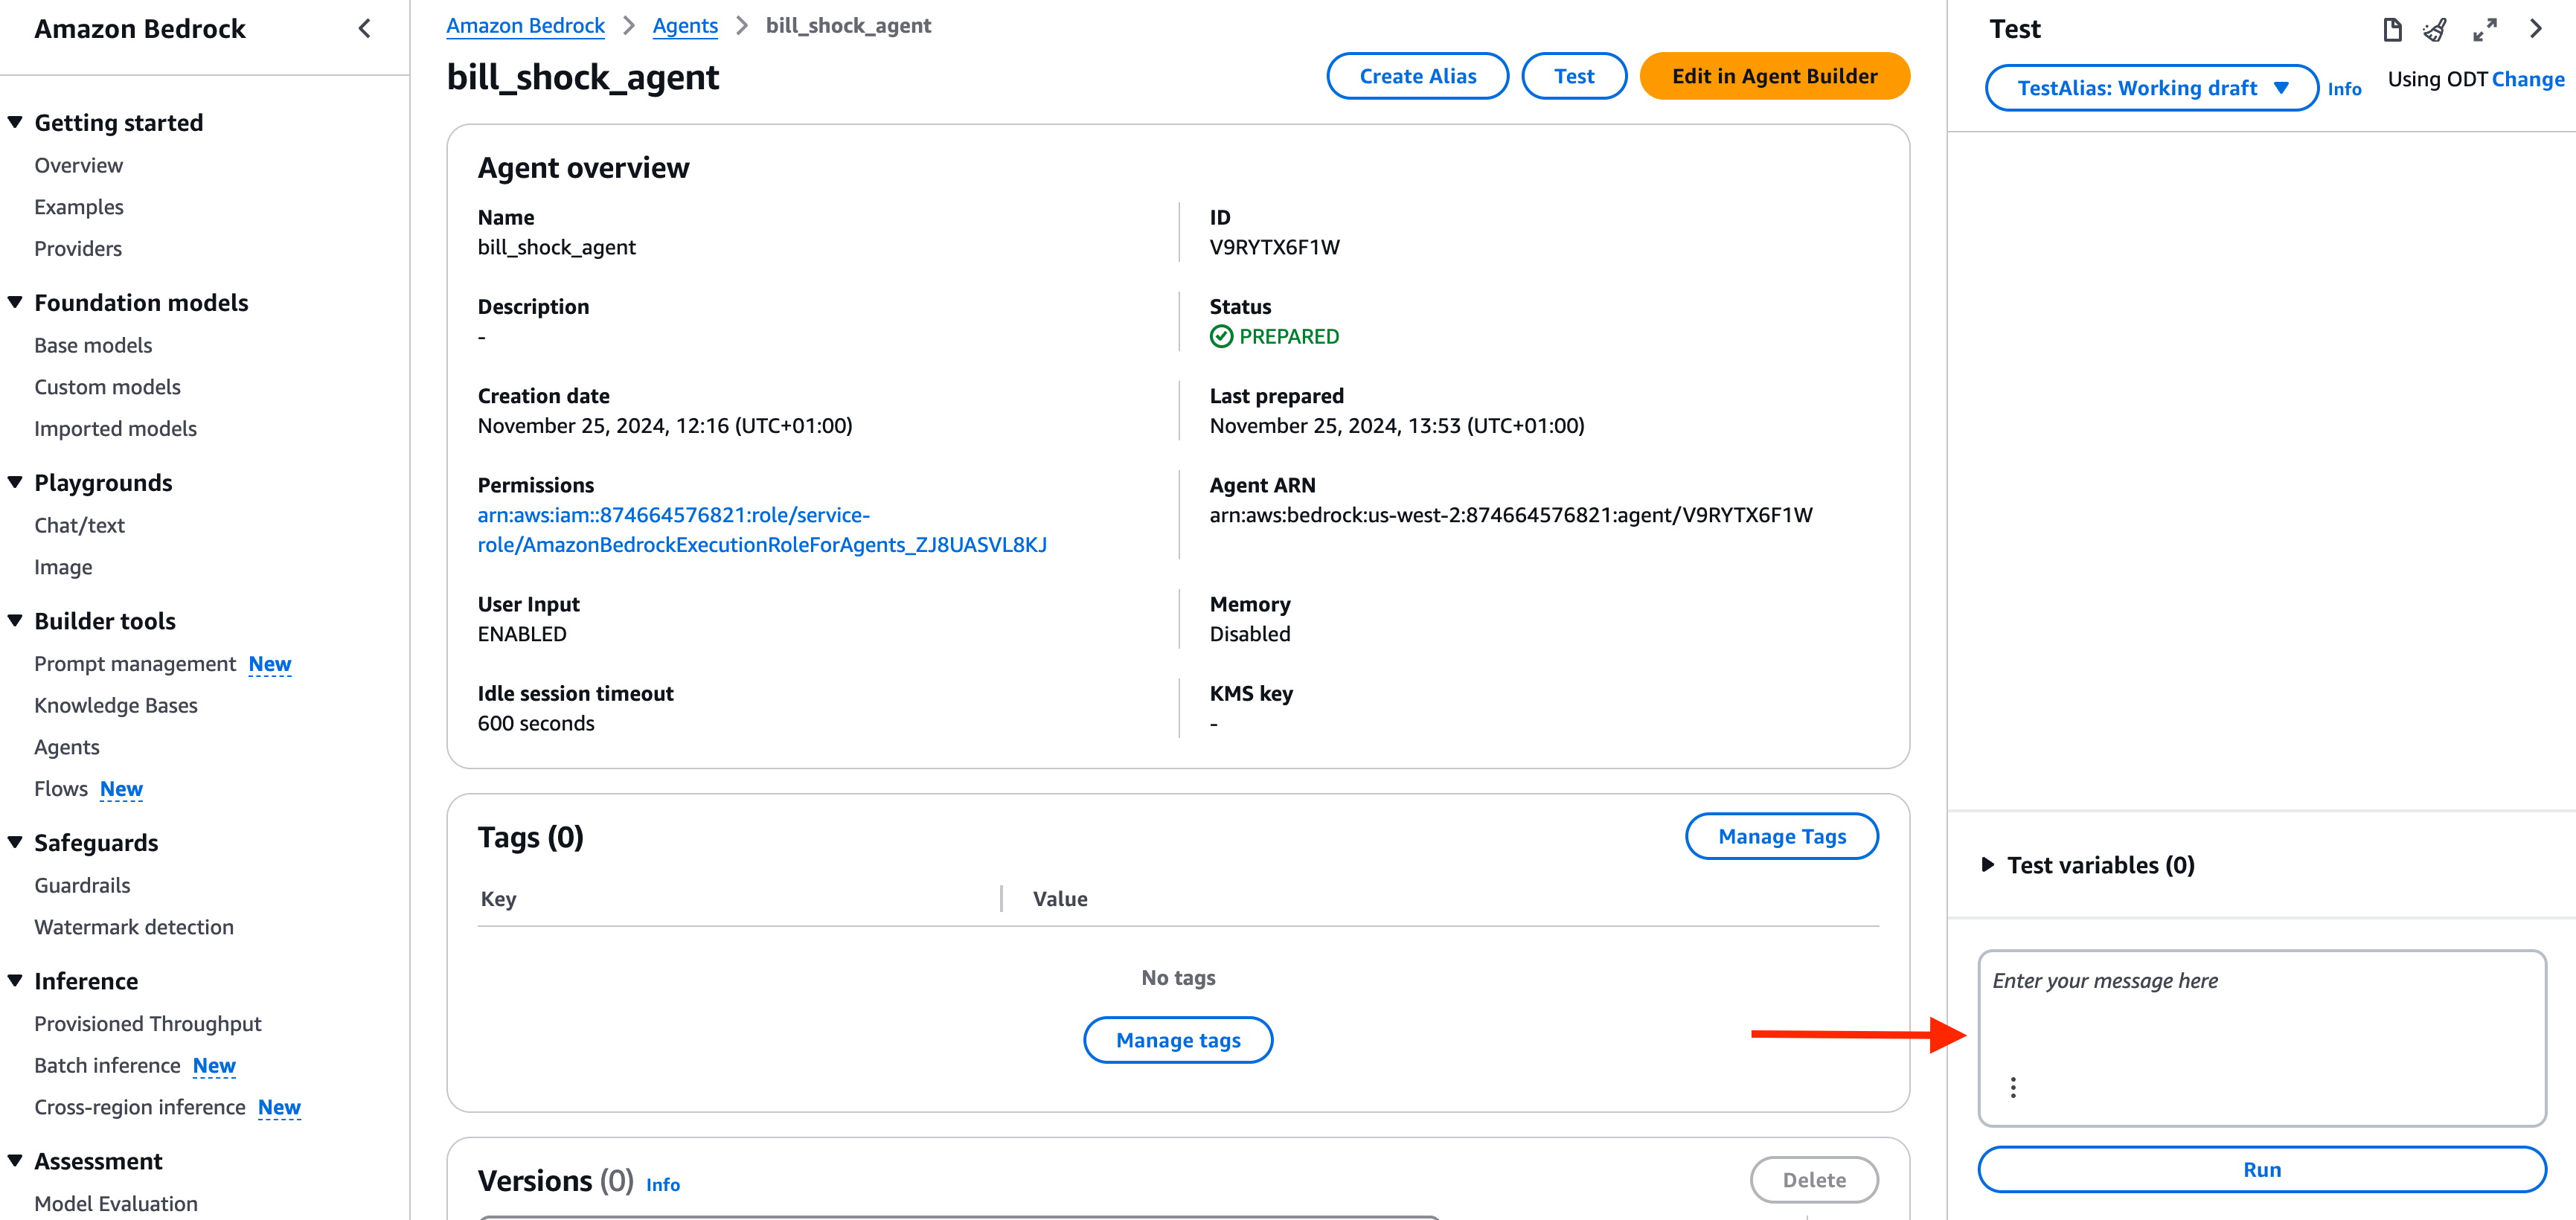 Amazon Bedrock
Getting started
Overview
Examples
Providers
Foundation models
Base models
Custom models
Imported models
Playgrounds
Chat/text
Image
Builder tools
Prompt management New
Knowledge Bases
Agents
Flows New
Safeguards
Guardrails
Watermark detection
Inference
Provisioned Throughput
Batch inference New
Cross-region inference New
Assessment
Model Evaluation
Amazon Bedrock Agents bill_shock_agent
bill_shock_agent
Create Alias Test Edit in Agent Builder
Agent overview
Name
bill_shock_agent
ID
V9RYTX6F1W
Description
-
Status
PREPARED
Creation date
November 25, 2024, 12:16 (UTC+01:00)
Last prepared
November 25, 2024, 13:53 (UTC+01:00)
Permissions
arn:aws:iam::874664576821:role/service-
role/AmazonBedrockExecutionRoleForAgents_ZJ8UASVL8KJ
Agent ARN
arn:aws:bedrock:us-west-2:874664576821:agent/V9RYTX6F1W
User Input
ENABLED
Memory
Disabled
Idle session timeout
600 seconds
KMS key
-
Tags (0) Manage Tags
Key Value
No tags
Manage tags
Versions (0) Info Delete
Test
TestAlias: Working draft Info Using ODT Change
Test variables (0)
Enter your message here
Run